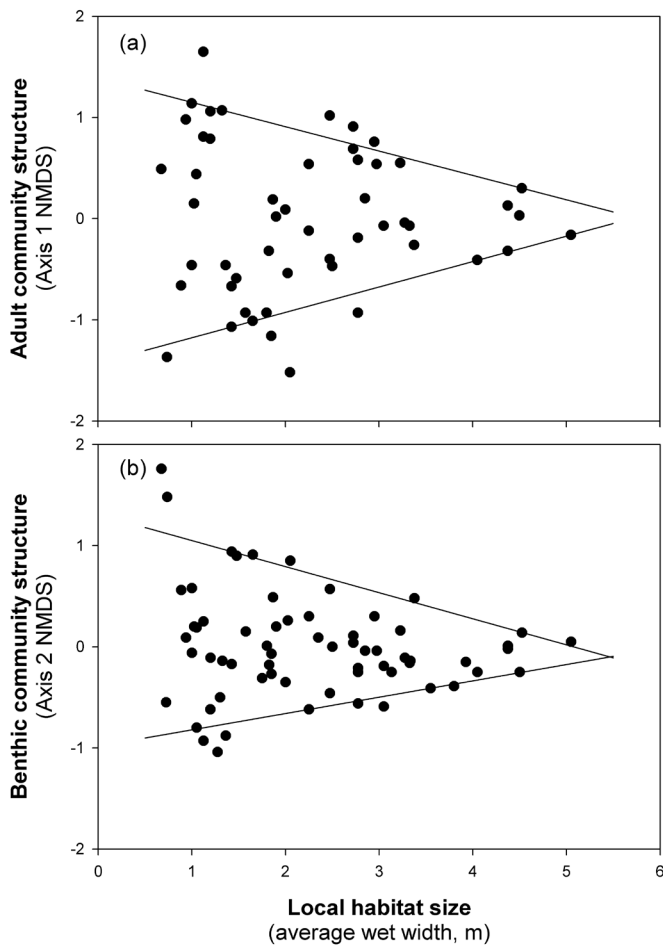 2
(a)
1
0
-1
-2
Adult community structure
(Axis 1 NMDS)
2
(b)
1
0
-1
-2
Benthic community structure
(Axis 2 NMDS)
0 1 2 3 4 5 6
Local habitat size
(average wet width, m)